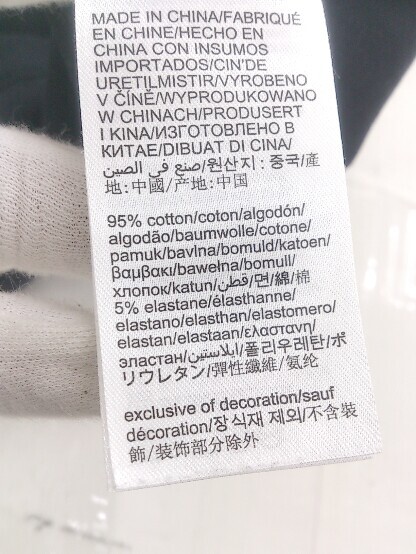 MADE IN CHINA/FABRIQUÉ
EN CHINE/HECHO EN
CHINA CON INSUMOS
IMPORTADOS/CIN'DE
URETILMISTIR/VYROBENO
V ČÍNĚ/WYPRODUKOWANO
W CHINACH/PRODUSERT
I KINA/ИЗГОТОВЛЕНО В
КИТАЕ/DIBUAT DI CINA/
صنع في الصين/원산지: 중국/產
地:中國/产地:中国
95% cotton/coton/algodón/
algodão/baumwolle/cotone/
pamuk/bavlna/bomuld/katoen/
βαμβακι/bawełna/bomull/
хлопок/katun/قطن/면/綿/棉
5% elastane/élasthanne/
elastano/elasthan/elastomero/
elastan/elastaan/ελαστανη/
эластан/ايلاستين/폴리우레탄/ポ
リウレタン/彈性纖維/氨纶
exclusive of decoration/sauf
décoration/장식재 제외/不含裝
飾/装饰部分除外